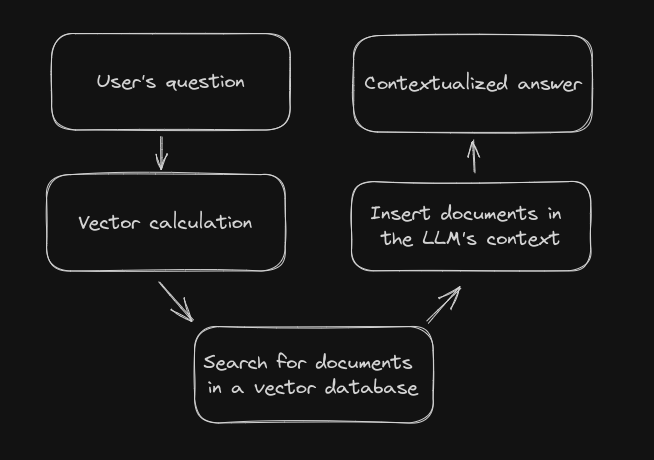 User's question
Vector calculation
Search for documents
in a vector database
Insert documents in
the LLM's context
Contextualized answer